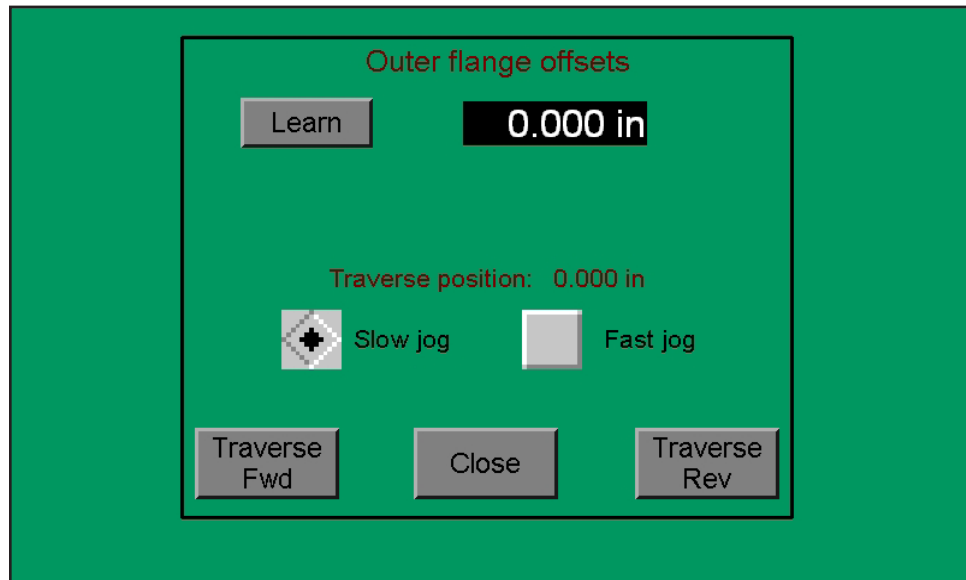 Outer flange offsets
Learn
0.000 in
Traverse position: 0.000 in
Slow jog
Fast jog
Traverse
Fwd
Close
Traverse
Rev